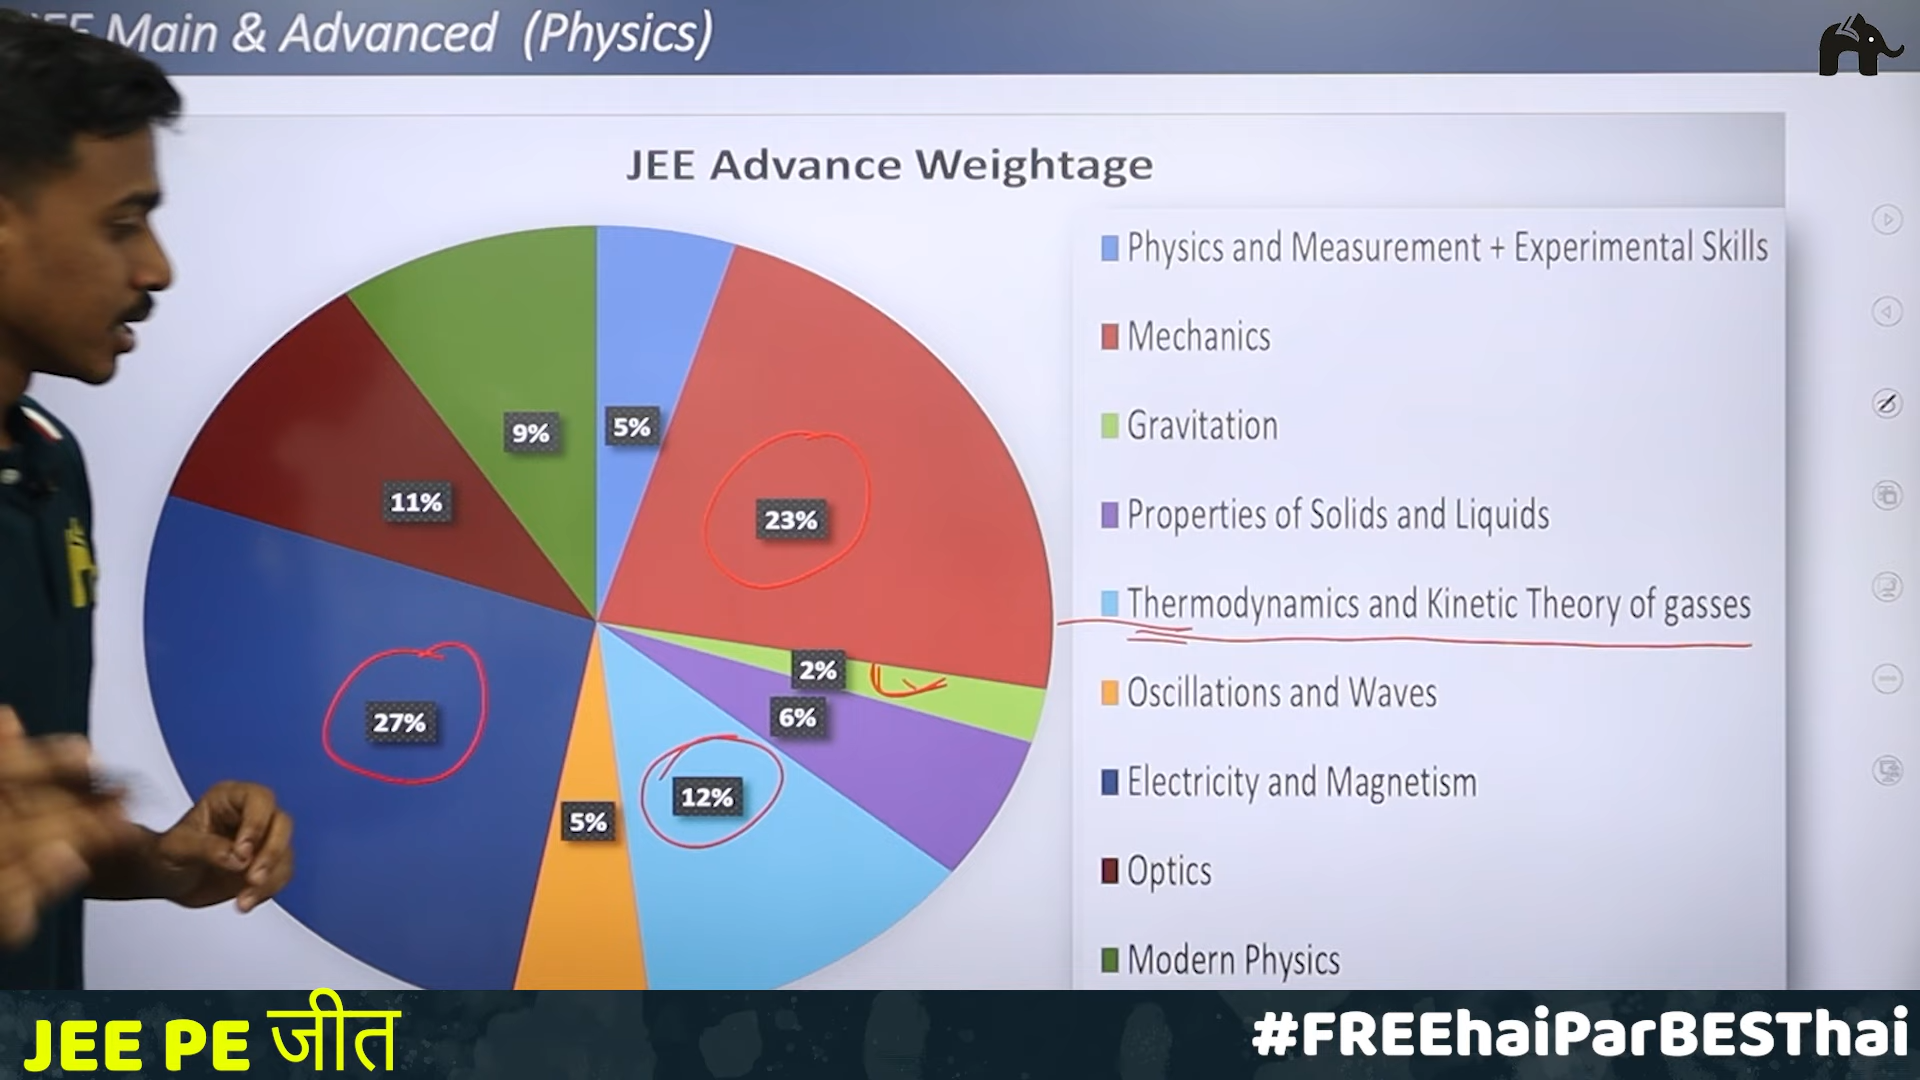 Main & Advanced (Physics)
JEE Advance Weightage
5%
23%
2%
6%
12%
5%
27%
11%
9%
Physics and Measurement + Experimental Skills
Mechanics
Gravitation
Properties of Solids and Liquids
Thermodynamics and Kinetic Theory of gasses
Oscillations and Waves
Electricity and Magnetism
Optics
Modern Physics
JEE PE जीत
#FREEhaiParBESThai